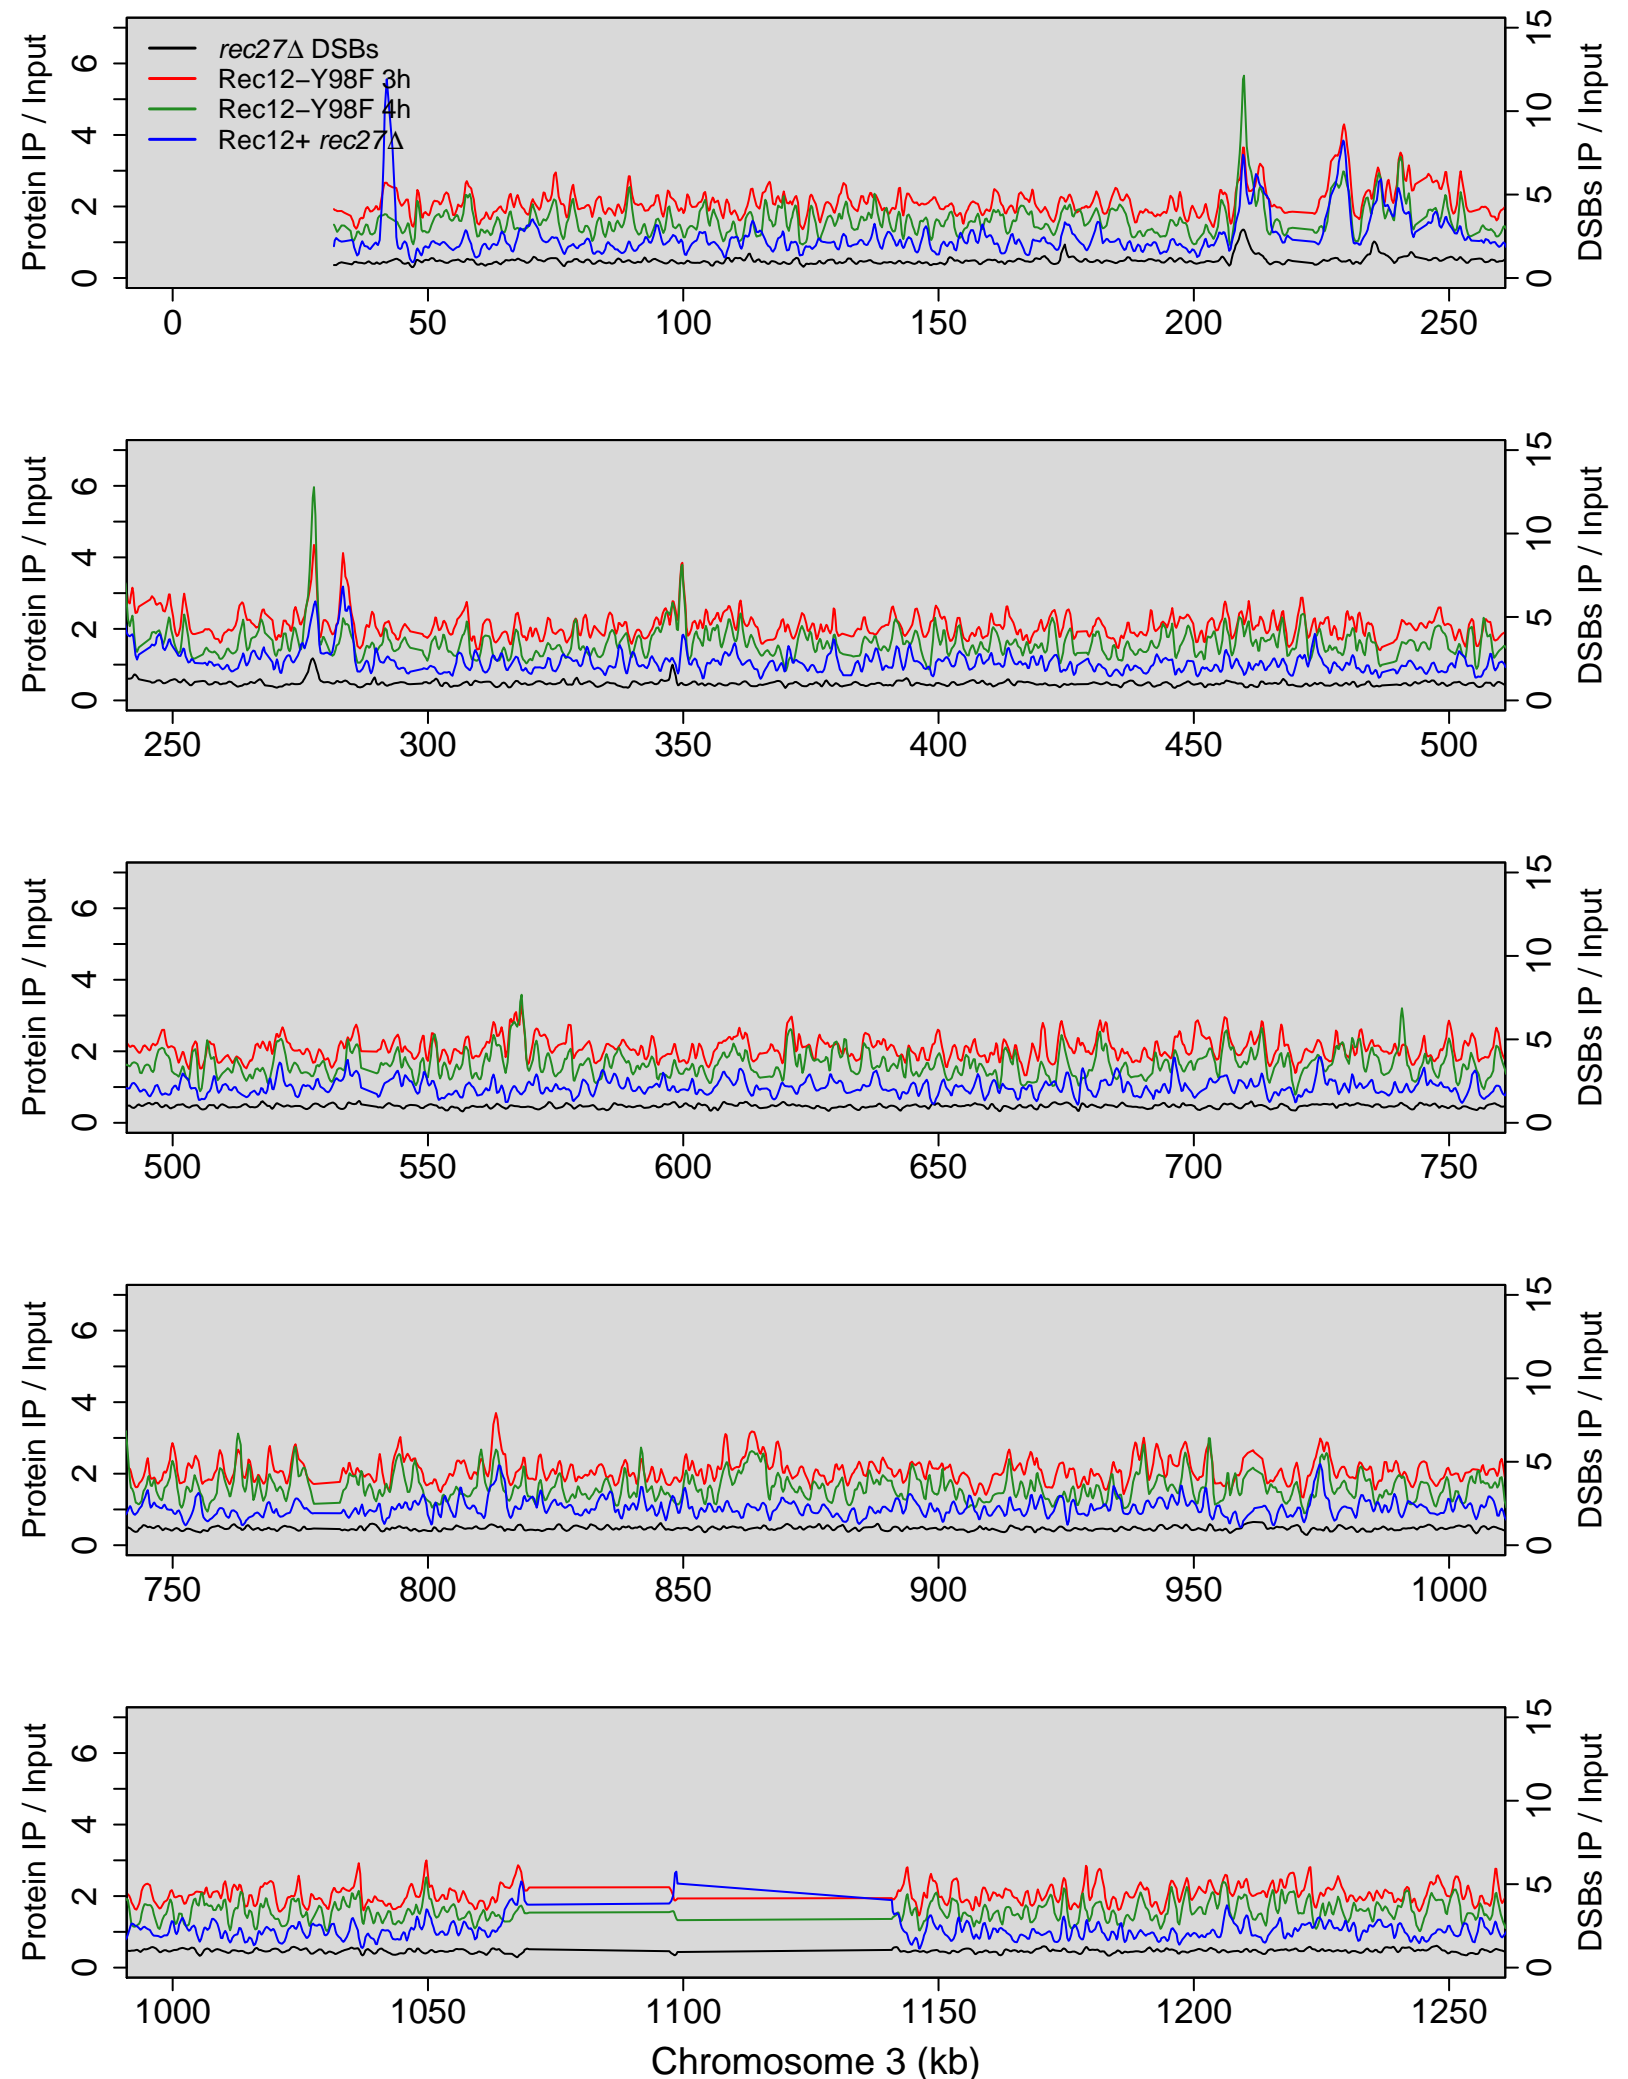 Protein IP / Input
0 2 4 6
rec27Δ DSBs
Rec12−Y98F 3h
Rec12−Y98F 4h
Rec12+ rec27Δ
0 5 10 15
DSBs IP / Input
0 50 100 150 200 250
Protein IP / Input
0 2 4 6
0 5 10 15
DSBs IP / Input
250 300 350 400 450 500
Protein IP / Input
0 2 4 6
0 5 10 15
DSBs IP / Input
500 550 600 650 700 750
Protein IP / Input
0 2 4 6
0 5 10 15
DSBs IP / Input
750 800 850 900 950 1000
Protein IP / Input
0 2 4 6
0 5 10 15
DSBs IP / Input
1000 1050 1100 1150 1200 1250
Chromosome 3 (kb)